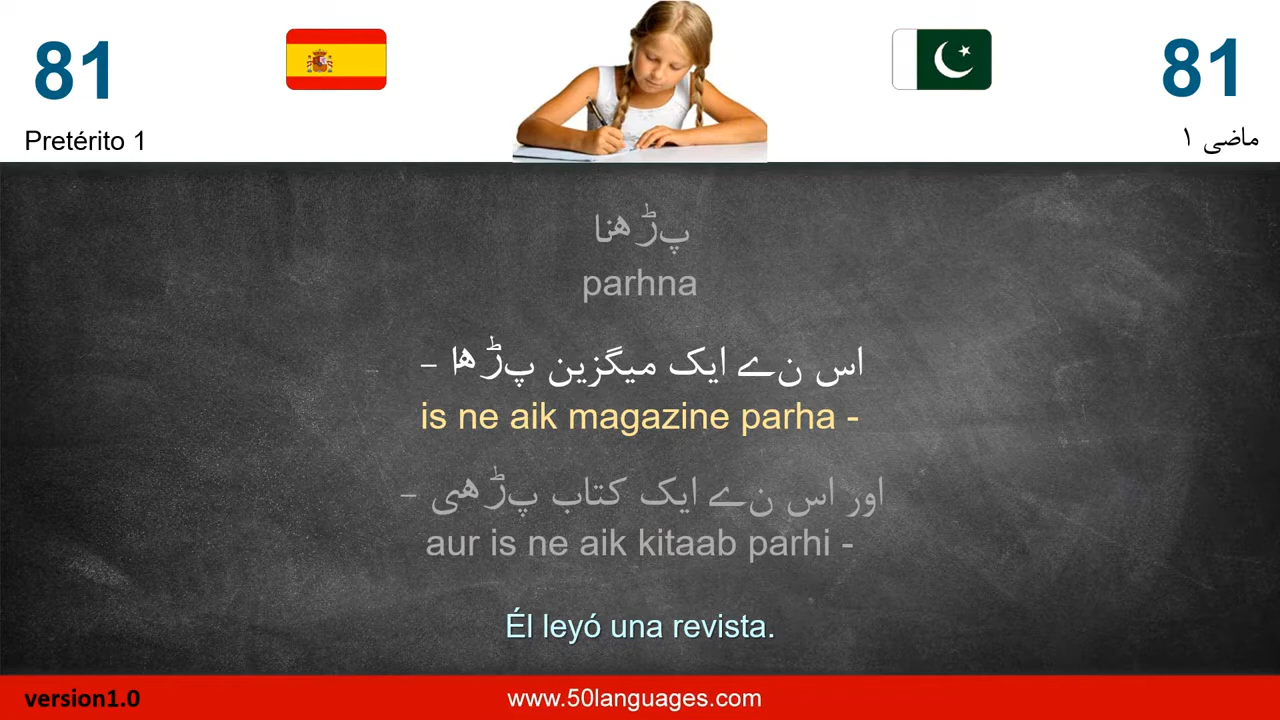 81
81
Pretérito 1
ماضی ۱
پڑھنا
parhna
اس نے ایک میگزین پڑھا –
is ne aik magazine parha -
اور اس نے ایک کتاب پڑھی –
aur is ne aik kitaab parhi -
Él leyó una revista.
version1.0
www.50languages.com